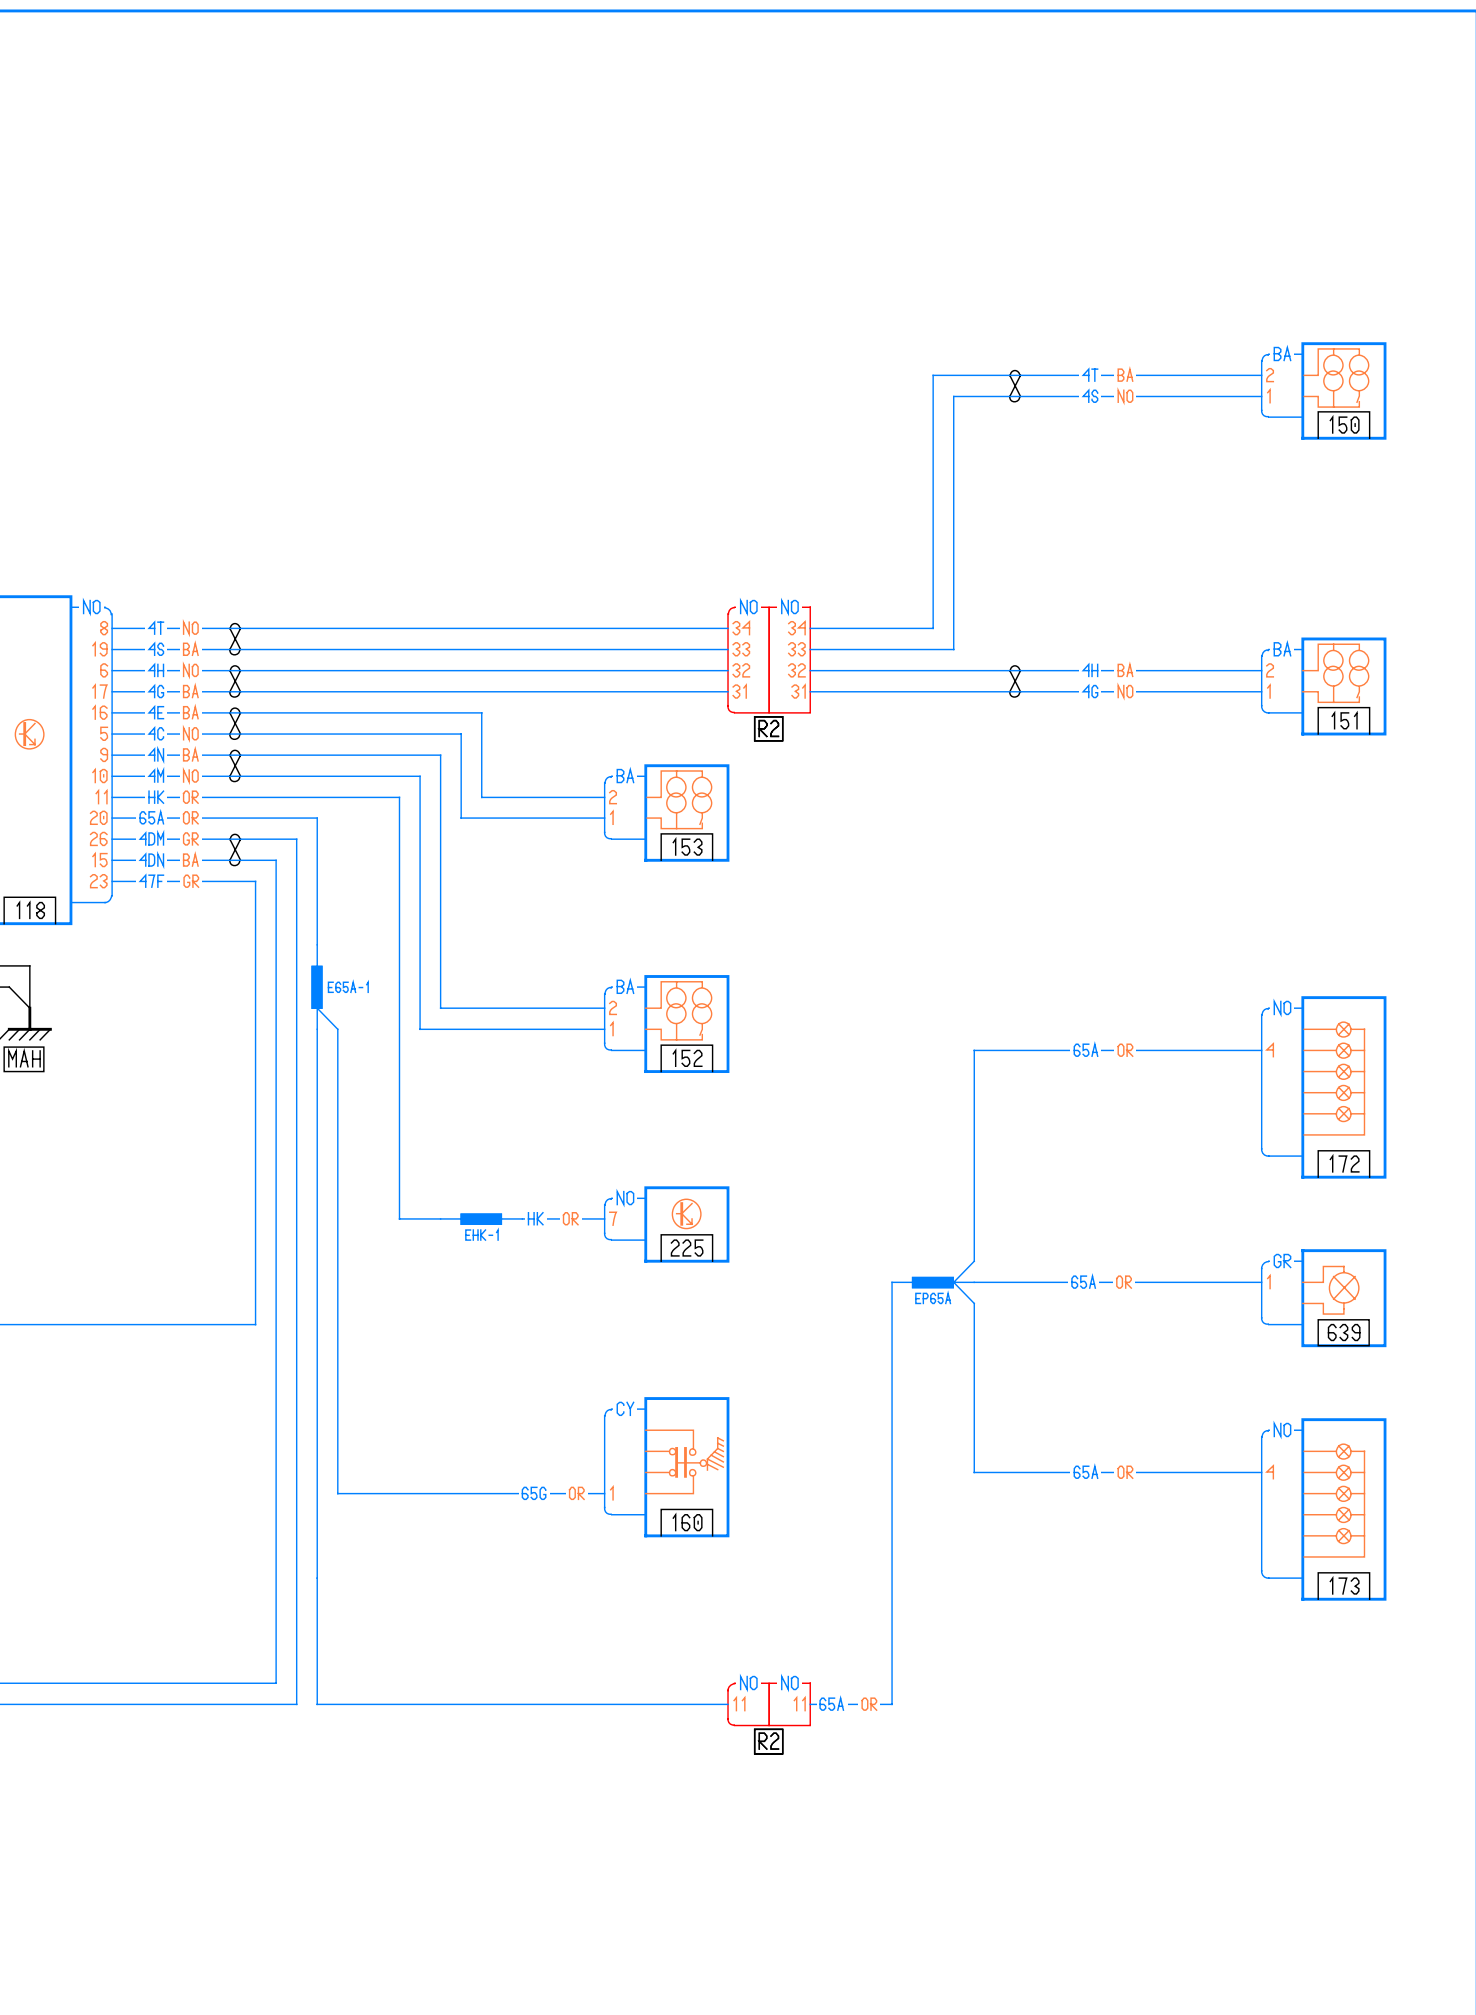 BA
4T BA 2
4S NO 1
150
NO NO NO
8 4T NO 34 34
19 4S BA 33 33
BA
6 4H NO 32 32 4H BA 2
17 4G BA 31 31 4G NO 1
151
16 4E BA
R2
5 4C NO
9 4N BA
10 4M NO
BA
11 HK OR 2
20 65A OR 1
26 4DM GR
153
15 4DN BA
23 47F GR
118
E65A-1
BA
2
1
152
MAH
NO
65A OR 4
172
NO
HK OR 7
EHK-1
225
GR
65A OR 1
EP65A
639
CY
65G OR 1
160
NO
65A OR 4
173
NO NO
11 11 65A OR
R2